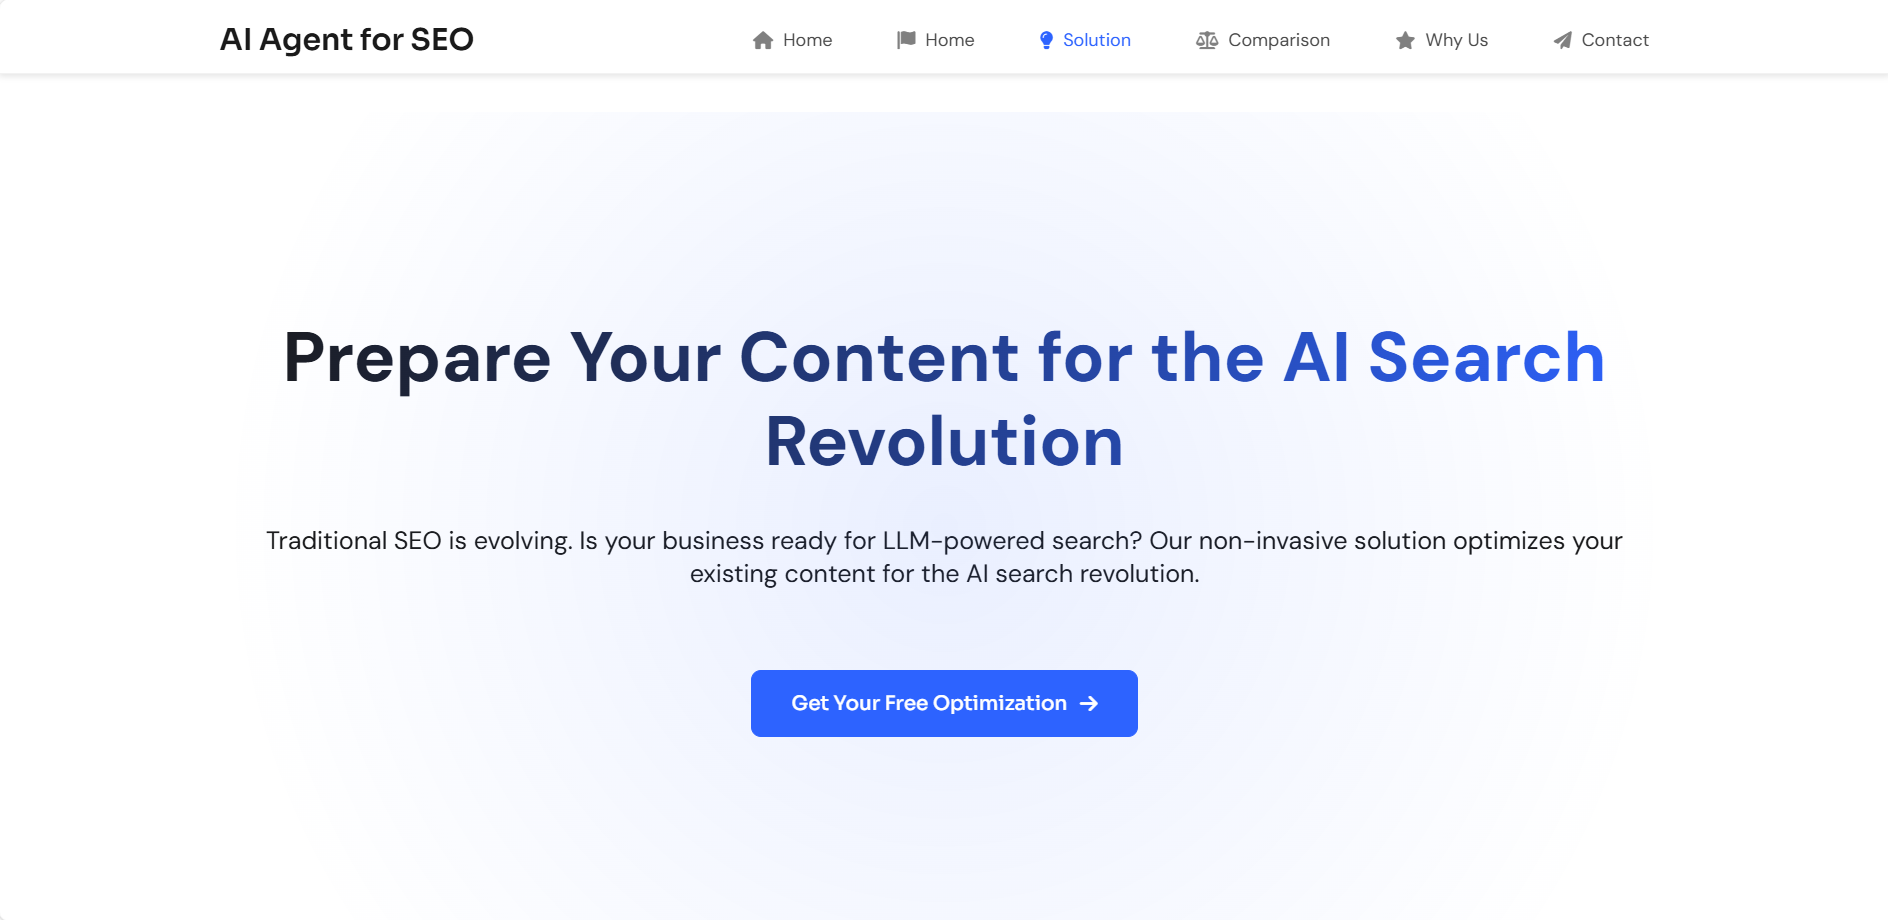 AI Agent for SEO
Home
Home
Solution
Comparison
Why Us
Contact
Prepare Your Content for the AI Search
Revolution
Traditional SEO is evolving. Is your business ready for LLM-powered search? Our non-invasive solution optimizes your
existing content for the AI search revolution.
Get Your Free Optimization